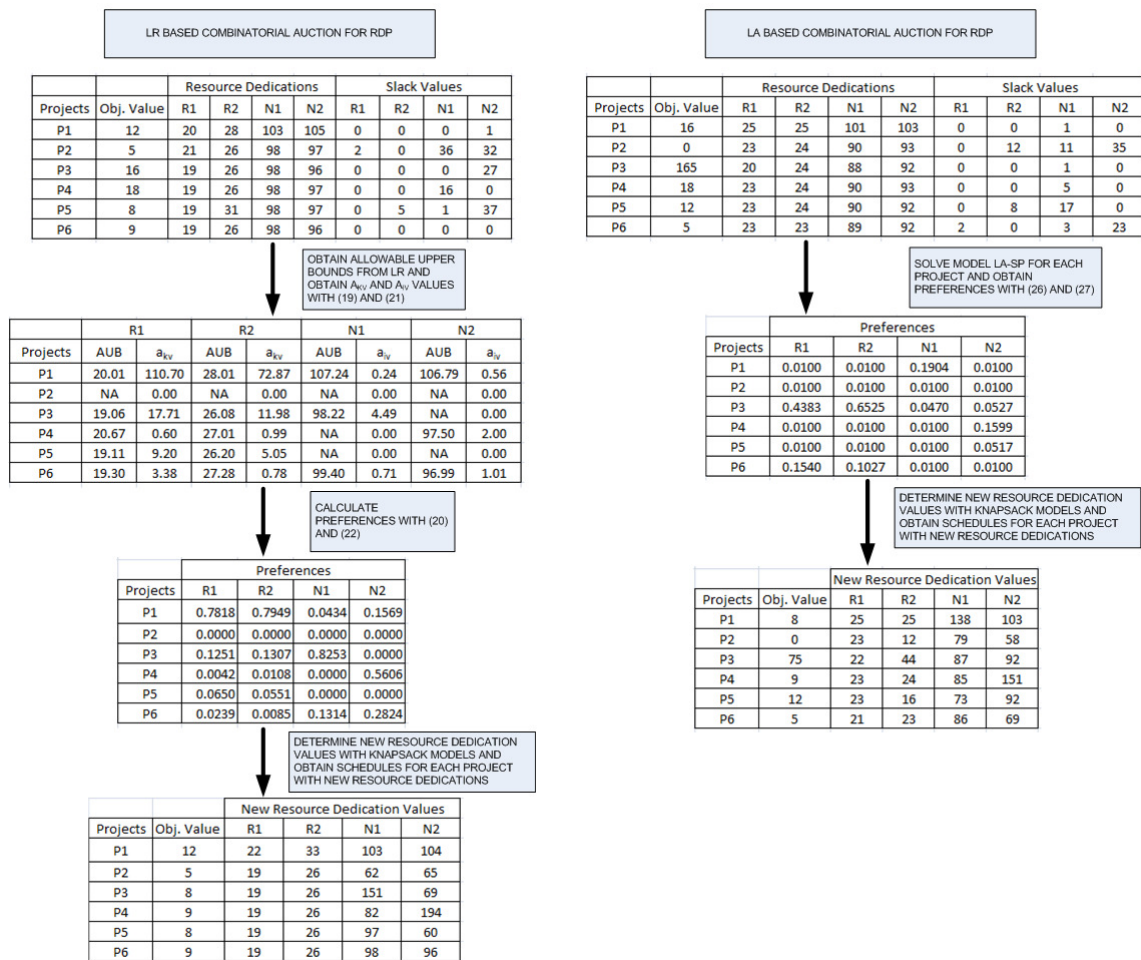 LR BASED COMBINATORIAL AUCTION FOR RDP
Resource Dedications Slack Values
Projects Obj. Value R1 R2 N1 N2 R1 R2 N1 N2
P1 12 20 28 103 105 0 0 0 1
P2 5 21 26 98 97 2 0 36 32
P3 16 19 26 98 96 0 0 0 27
P4 18 19 26 98 97 0 0 16 0
P5 8 19 31 98 97 0 5 1 37
P6 9 19 26 98 96 0 0 0 0
OBTAIN ALLOWABLE UPPER
BOUNDS FROM LR AND
OBTAIN AKV AND AIV VALUES
WITH (19) AND (21)
R1 R2 N1 N2
Projects AUB akv AUB akv AUB aiv AUB aiv
P1 20.01 110.70 28.01 72.87 107.24 0.24 106.79 0.56
P2 NA 0.00 NA 0.00 NA 0.00 NA 0.00
P3 19.06 17.71 26.08 11.98 98.22 4.49 NA 0.00
P4 20.67 0.60 27.01 0.99 NA 0.00 97.50 2.00
P5 19.11 9.20 26.20 5.05 NA 0.00 NA 0.00
P6 19.30 3.38 27.28 0.78 99.40 0.71 96.99 1.01
CALCULATE
PREFERENCES WITH (20)
AND (22)
Preferences
Projects R1 R2 N1 N2
P1 0.7818 0.7949 0.0434 0.1569
P2 0.0000 0.0000 0.0000 0.0000
P3 0.1251 0.1307 0.8253 0.0000
P4 0.0042 0.0108 0.0000 0.5606
P5 0.0650 0.0551 0.0000 0.0000
P6 0.0239 0.0085 0.1314 0.2824
DETERMINE NEW RESOURCE DEDICATION
VALUES WITH KNAPSACK MODELS AND
OBTAIN SCHEDULES FOR EACH PROJECT
WITH NEW RESOURCE DEDICATIONS
New Resource Dedication Values
Projects Obj. Value R1 R2 N1 N2
P1 12 22 33 103 104
P2 5 19 26 62 65
P3 8 19 26 151 69
P4 9 19 26 82 194
P5 8 19 26 97 60
P6 9 19 26 98 96
LA BASED COMBINATORIAL AUCTION FOR RDP
Resource Dedications Slack Values
Projects Obj. Value R1 R2 N1 N2 R1 R2 N1 N2
P1 16 25 25 101 103 0 0 1 0
P2 0 23 24 90 93 0 12 11 35
P3 165 20 24 88 92 0 0 1 0
P4 18 23 24 90 93 0 0 5 0
P5 12 23 24 90 92 0 8 17 0
P6 5 23 23 89 92 2 0 3 23
SOLVE MODEL LA-SP FOR EACH
PROJECT AND OBTAIN
PREFERENCES WITH (26) AND (27)
Preferences
Projects R1 R2 N1 N2
P1 0.0100 0.0100 0.1904 0.0100
P2 0.0100 0.0100 0.0100 0.0100
P3 0.4383 0.6525 0.0470 0.0527
P4 0.0100 0.0100 0.0100 0.1599
P5 0.0100 0.0100 0.0100 0.0517
P6 0.1540 0.1027 0.0100 0.0100
DETERMINE NEW RESOURCE DEDICATION
VALUES WITH KNAPSACK MODELS AND
OBTAIN SCHEDULES FOR EACH PROJECT
WITH NEW RESOURCE DEDICATIONS
New Resource Dedication Values
Projects Obj. Value R1 R2 N1 N2
P1 8 25 25 138 103
P2 0 23 12 79 58
P3 75 22 44 87 92
P4 9 23 24 85 151
P5 12 23 16 73 92
P6 5 21 23 86 69